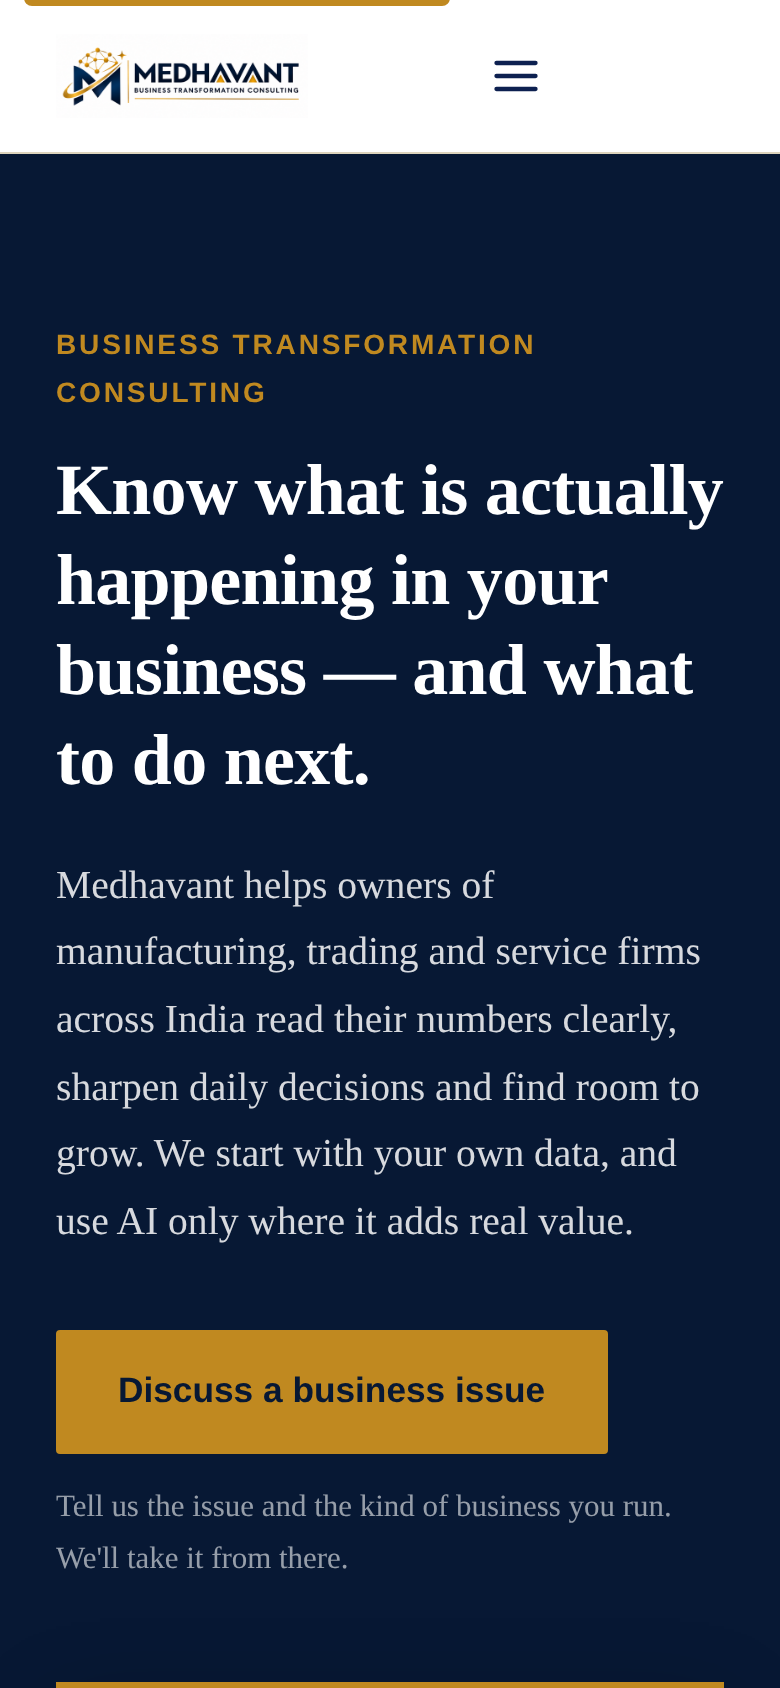 MEDHAVANT
BUSINESS TRANSFORMATION CONSULTING
BUSINESS TRANSFORMATION
CONSULTING
Know what is actually
happening in your
business — and what
to do next.
Medhavant helps owners of
manufacturing, trading and service firms
across India read their numbers clearly,
sharpen daily decisions and find room to
grow. We start with your own data, and
use AI only where it adds real value.
Discuss a business issue
Tell us the issue and the kind of business you run.
We'll take it from there.